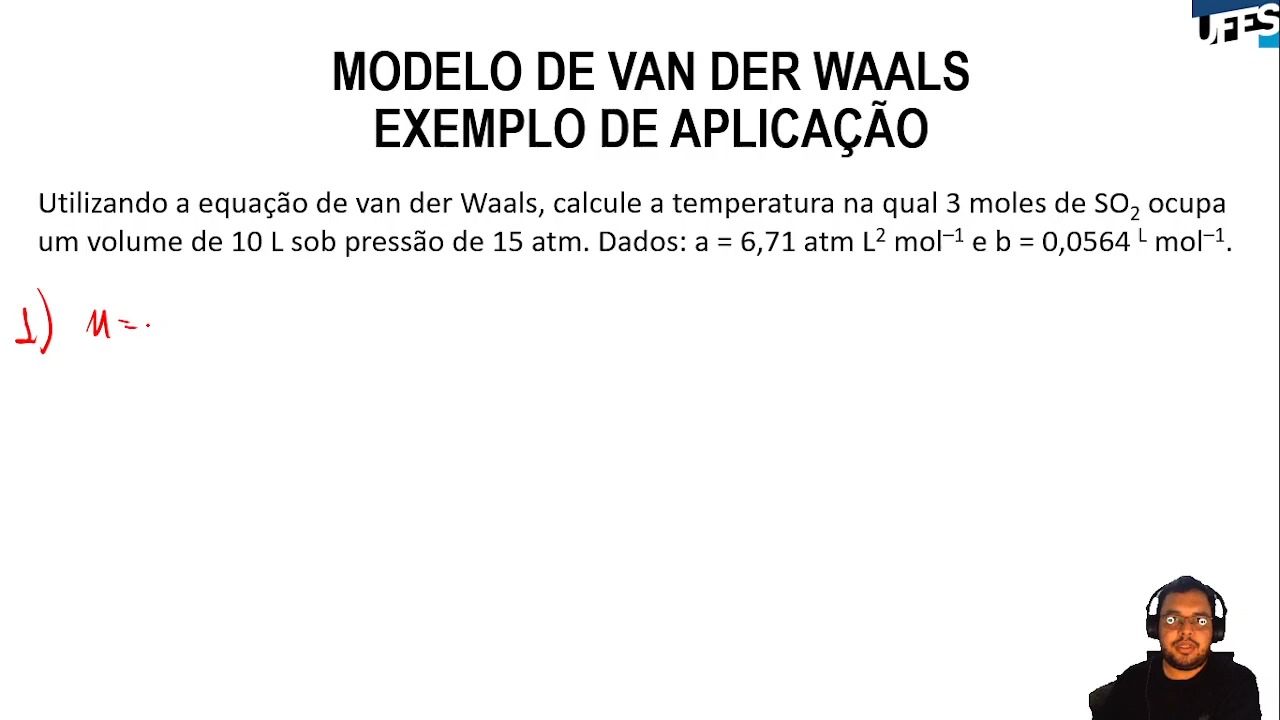 UFES
MODELO DE VAN DER WAALS
EXEMPLO DE APLICAÇÃO
Utilizando a equação de van der Waals, calcule a temperatura na qual 3 moles de SO₂ ocupa
um volume de 10 L sob pressão de 15 atm. Dados: a = 6,71 atm L² mol⁻¹ e b = 0,0564 ᴸ mol⁻¹.
1) n=